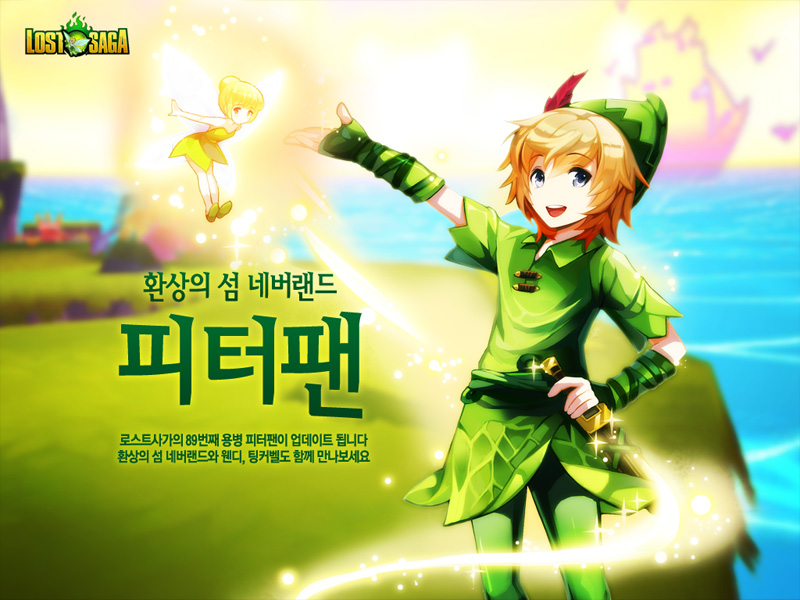 LOST SAGA
환상의 섬 네버랜드
피터팬
로스트사가의 89번째 용병 피터팬이 업데이트 됩니다
환상의 섬 네버랜드와 웬디, 팅커벨도 함께 만나보세요